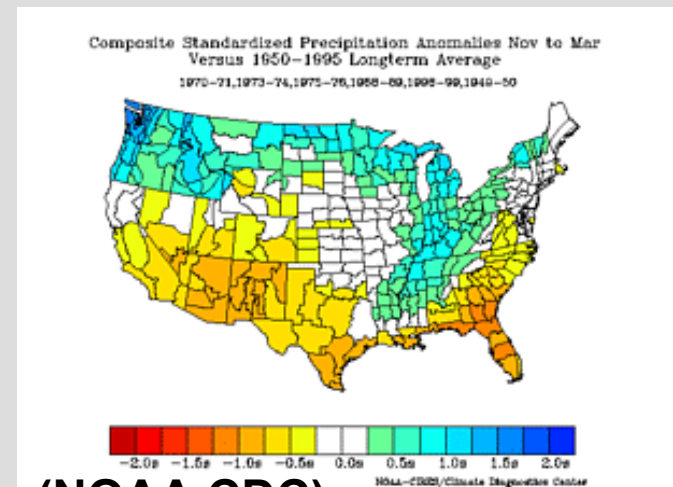 Composite Standardized Precipitation Anomalies Nov to Mar
Versus 1950-1995 Longterm Average
1970-71,1973-74,1975-76,1988-89,1998-99,1949-50
-2.0s -1.5s -1.0s -0.5s 0.0s 0.5s 1.0s 1.5s 2.0s
NOAA-CIRES/Climate Diagnostics Center
(NOAA CDC)